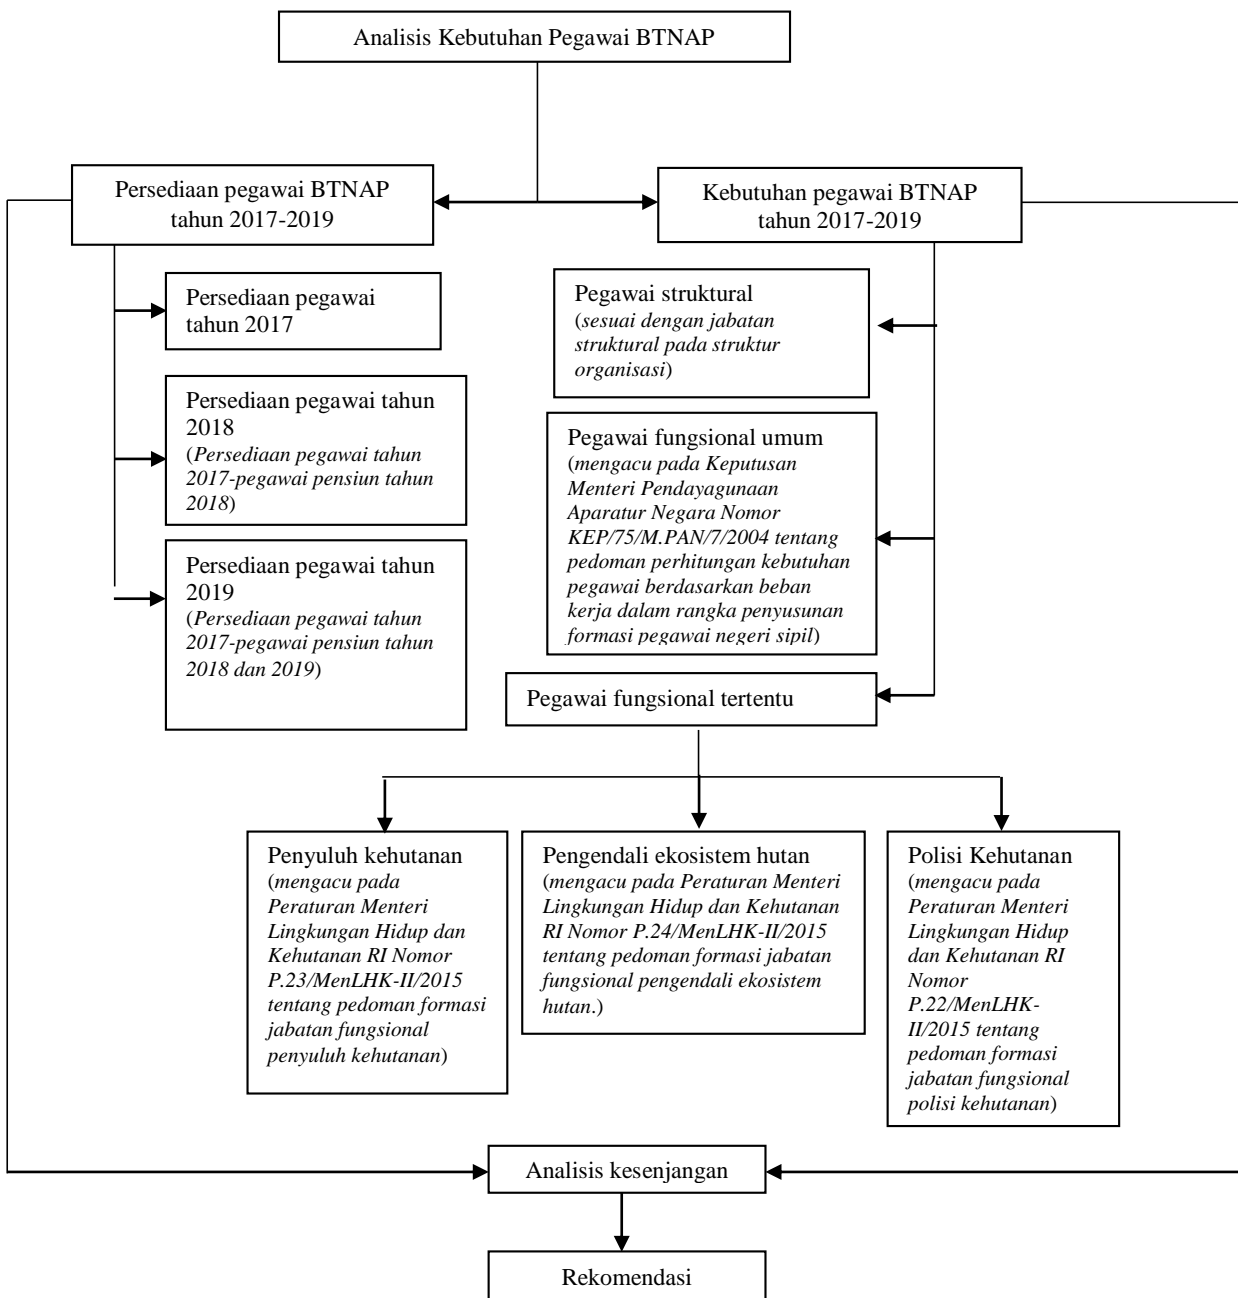 Analisis Kebutuhan Pegawai BTNAP
Persediaan pegawai BTNAP
tahun 2017-2019
Kebutuhan pegawai BTNAP
tahun 2017-2019
Persediaan pegawai
tahun 2017
Persediaan pegawai tahun
2018
(Persediaan pegawai tahun
2017-pegawai pensiun tahun
2018)
Persediaan pegawai tahun
2019
(Persediaan pegawai tahun
2017-pegawai pensiun tahun
2018 dan 2019)
Pegawai struktural
(sesuai dengan jabatan
struktural pada struktur
organisasi)
Pegawai fungsional umum
(mengacu pada Keputusan
Menteri Pendayagunaan
Aparatur Negara Nomor
KEP/75/M.PAN/7/2004 tentang
pedoman perhitungan kebutuhan
pegawai berdasarkan beban
kerja dalam rangka penyusunan
formasi pegawai negeri sipil)
Pegawai fungsional tertentu
Penyuluh kehutanan
(mengacu pada
Peraturan Menteri
Lingkungan Hidup dan
Kehutanan RI Nomor
P.23/MenLHK-II/2015
tentang pedoman formasi
jabatan fungsional
penyuluh kehutanan)
Pengendali ekosistem hutan
(mengacu pada Peraturan Menteri
Lingkungan Hidup dan Kehutanan
RI Nomor P.24/MenLHK-II/2015
tentang pedoman formasi jabatan
fungsional pengendali ekosistem
hutan.)
Polisi Kehutanan
(mengacu pada
Peraturan Menteri
Lingkungan Hidup
dan Kehutanan RI
Nomor
P.22/MenLHK-
II/2015 tentang
pedoman formasi
jabatan fungsional
polisi kehutanan)
Analisis kesenjangan
Rekomendasi